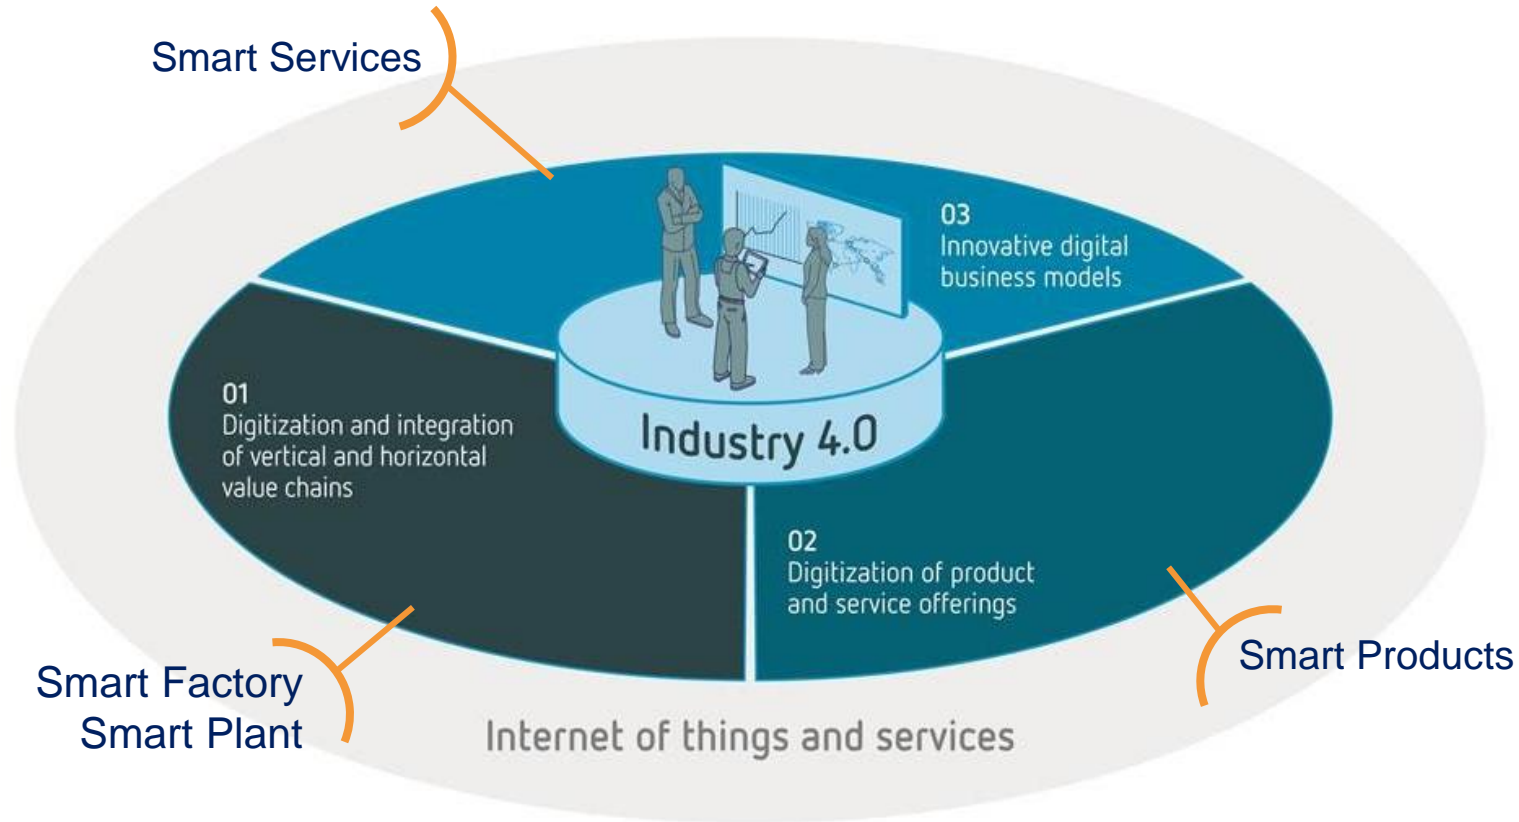 Smart Services
03
Innovative digital
business models
01
Digitization and integration
of vertical and horizontal
value chains
Industry 4.0
02
Digitization of product
and service offerings
Smart Products
Smart Factory
Smart Plant
Internet of things and services